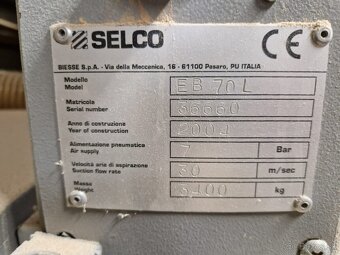 SELCO
CE
BIESSE S.p.A. - Via della Meccanica, 16 - 61100 Pesaro, PU ITALIA
Modello
Model
EB 70 L
Matricola
Serial number
Anno di costruzione
Year of construction
Alimentazione pneumatica
Air supply
7
Bar
Velocità aria di aspirazione
Suction flow rate
30
m/sec
Massa
Weight
3400
kg